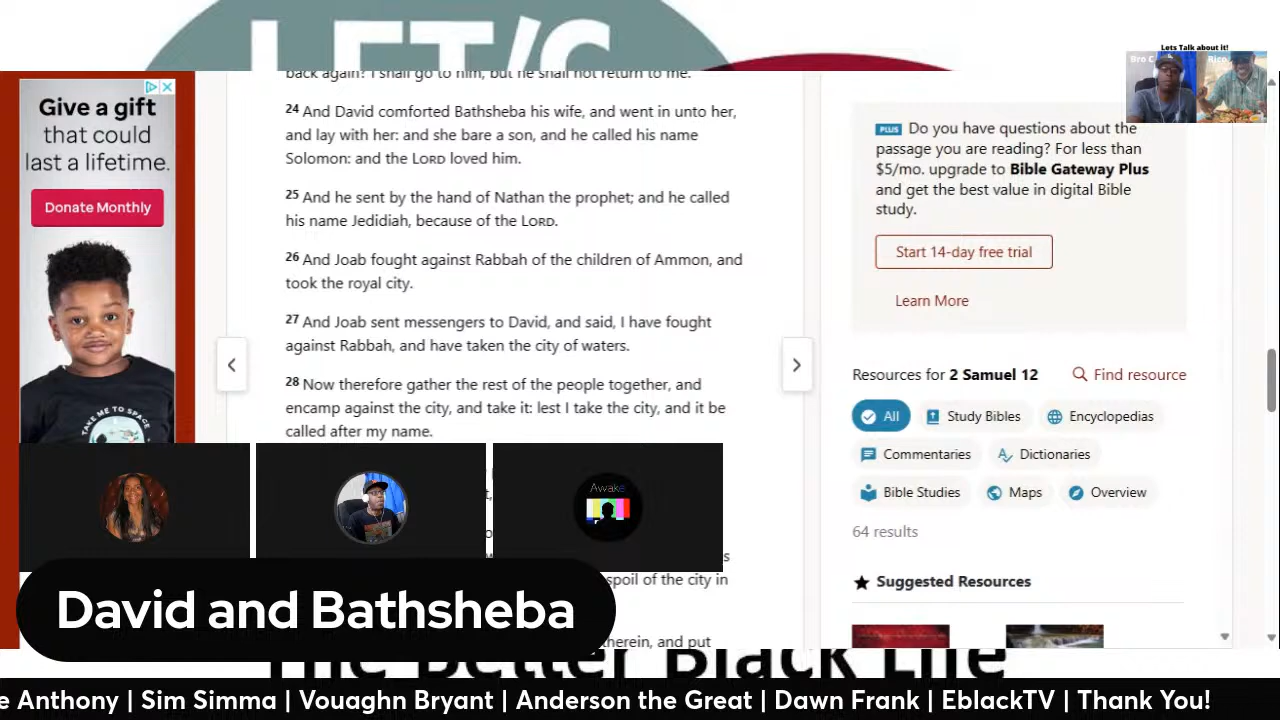 LET'S
Lets Talk about it!
Bro C
Rico
Give a gift
that could
last a lifetime.
Donate Monthly
TAKE ME TO SPACE
back again? I shall go to him, but he shall not return to me.
24 And David comforted Bathsheba his wife, and went in unto her,
and lay with her: and she bare a son, and he called his name
Solomon: and the LORD loved him.
25 And he sent by the hand of Nathan the prophet; and he called
his name Jedidiah, because of the LORD.
26 And Joab fought against Rabbah of the children of Ammon, and
took the royal city.
27 And Joab sent messengers to David, and said, I have fought
against Rabbah, and have taken the city of waters.
28 Now therefore gather the rest of the people together, and
encamp against the city, and take it: lest I take the city, and it be
called after my name.
spoil of the city in
therein, and put
PLUS Do you have questions about the
passage you are reading? For less than
$5/mo. upgrade to Bible Gateway Plus
and get the best value in digital Bible
study.
Start 14-day free trial
Learn More
Resources for 2 Samuel 12
Find resource
All
Study Bibles
Encyclopedias
Commentaries
Dictionaries
Bible Studies
Maps
Overview
64 results
Suggested Resources
Awake
David and Bathsheba
The Better Black Life
e Anthony | Sim Simma | Vouaghn Bryant | Anderson the Great | Dawn Frank | EblackTV | Thank You!